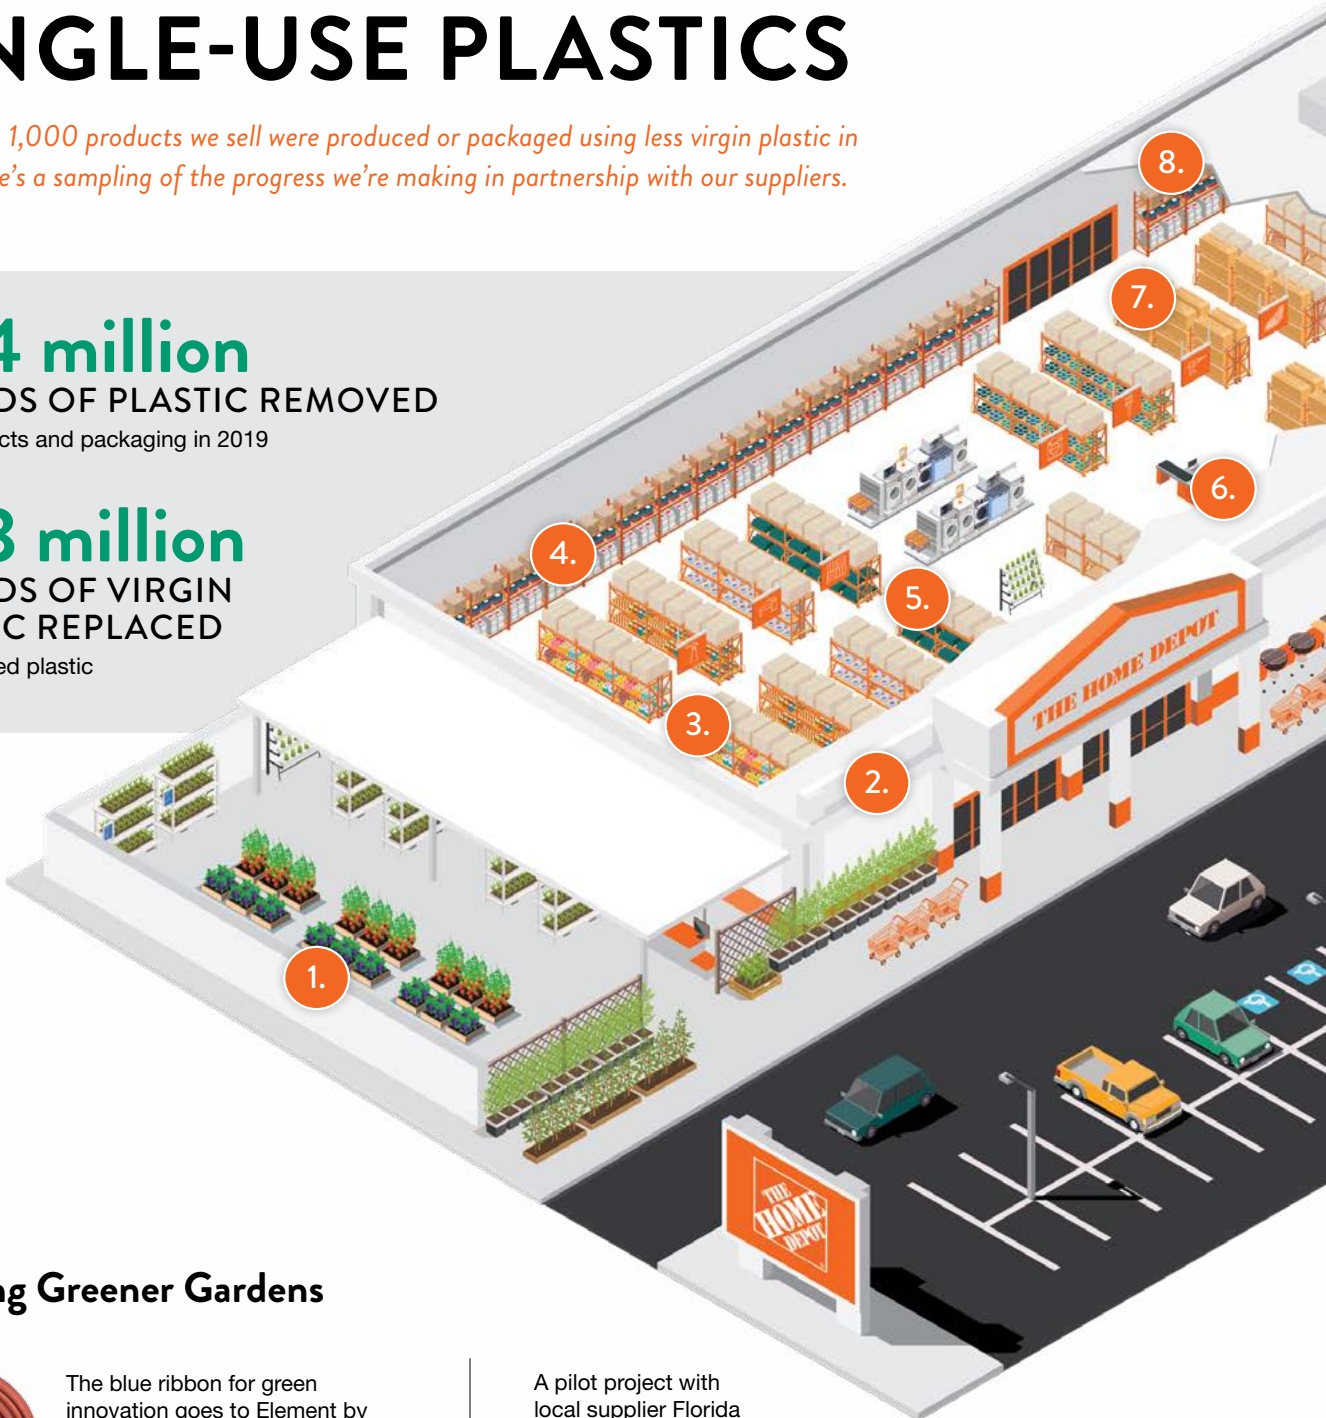 NGLE-USE PLASTICS
1,000 products we sell were produced or packaged using less virgin plastic in
e's a sampling of the progress we're making in partnership with our suppliers.
4 million
DS OF PLASTIC REMOVED
cts and packaging in 2019
3 million
DS OF VIRGIN
C REPLACED
ed plastic
8.
7.
6.
4.
5.
3.
2.
1.
THE HOME DEPOT
THE
HOME
DEPOT
ng Greener Gardens
The blue ribbon for green
innovation goes to Element by
A pilot project with
local supplier Florida